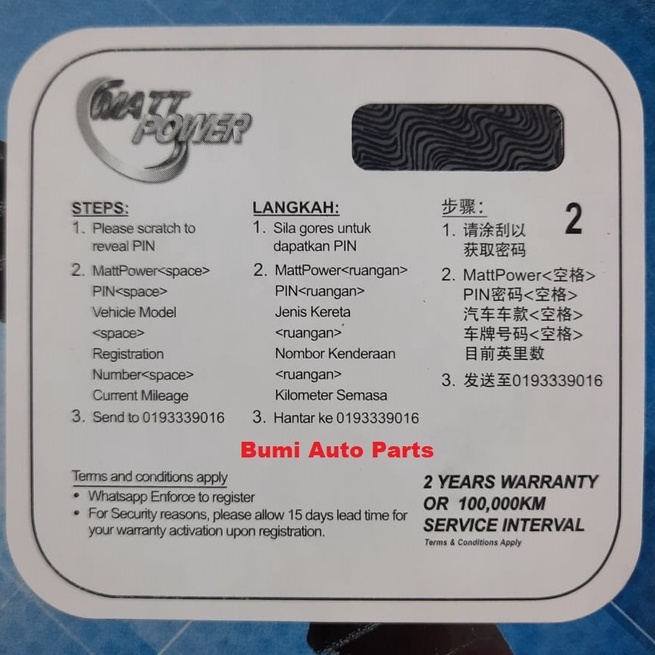 MATT
POWER
STEPS:
1. Please scratch to
reveal PIN
2. MattPower<space>
PIN<space>
Vehicle Model
<space>
Registration
Number<space>
Current Mileage
3. Send to 0193339016
LANGKAH:
1. Sila gores untuk
dapatkan PIN
2. MattPower<ruangan>
PIN<ruangan>
Jenis Kereta
<ruangan>
Nombor Kenderaan
<ruangan>
Kilometer Semasa
3. Hantar ke 0193339016
步骤:
2
1. 请涂刮以
获取密码
2. MattPower<空格>
PIN密码<空格>
汽车车款<空格>
车牌号码<空格>
目前英里数
3. 发送至0193339016
Bumi Auto Parts
Terms and conditions apply
• Whatsapp Enforce to register
• For Security reasons, please allow 15 days lead time for
your warranty activation upon registration.
2 YEARS WARRANTY
OR 100,000KM
SERVICE INTERVAL
Terms & Conditions Apply